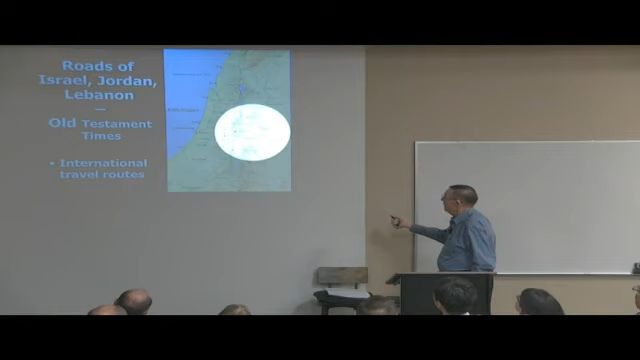 Roads of
Israel, Jordan,
Lebanon
—
Old Testament
Times
• International
travel routes